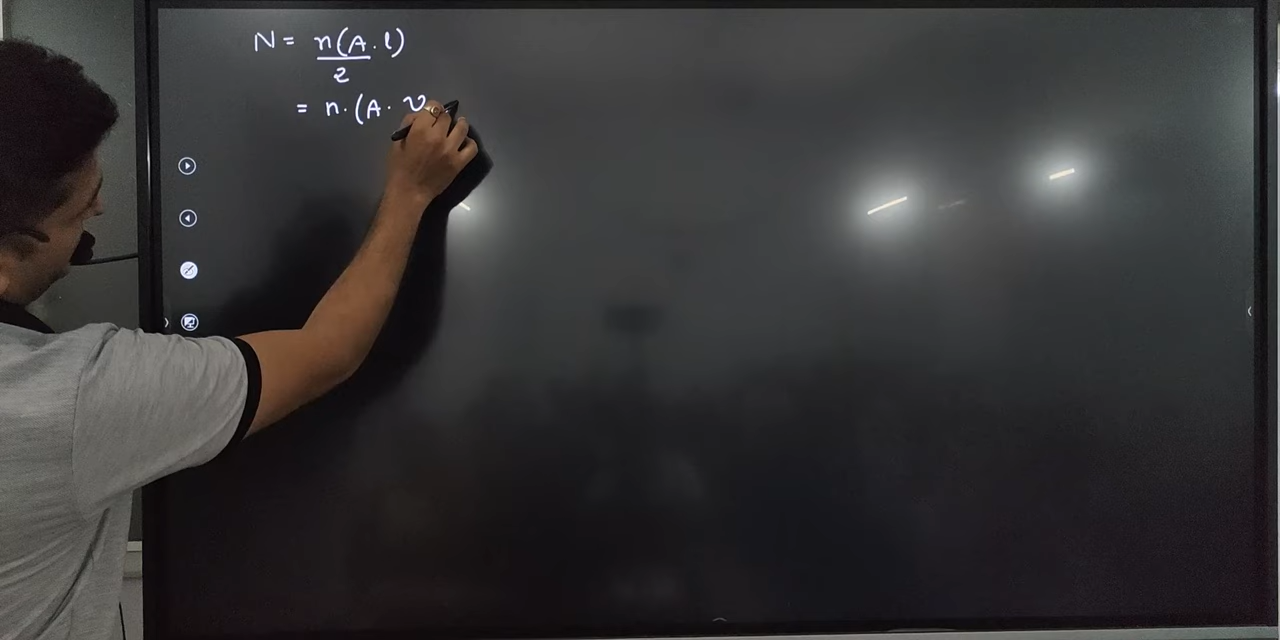 N = n(A.l)/2
= n.(A. v